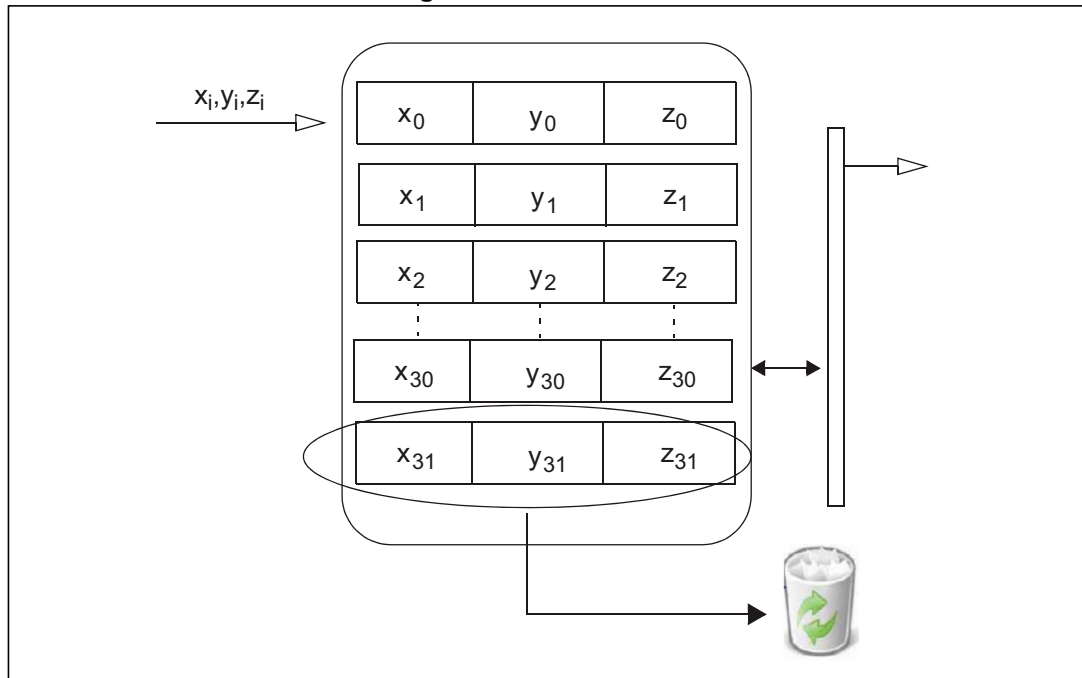 xᵢ,yᵢ,zᵢ
x₀ y₀ z₀
x₁ y₁ z₁
x₂ y₂ z₂
x₃₀ y₃₀ z₃₀
x₃₁ y₃₁ z₃₁